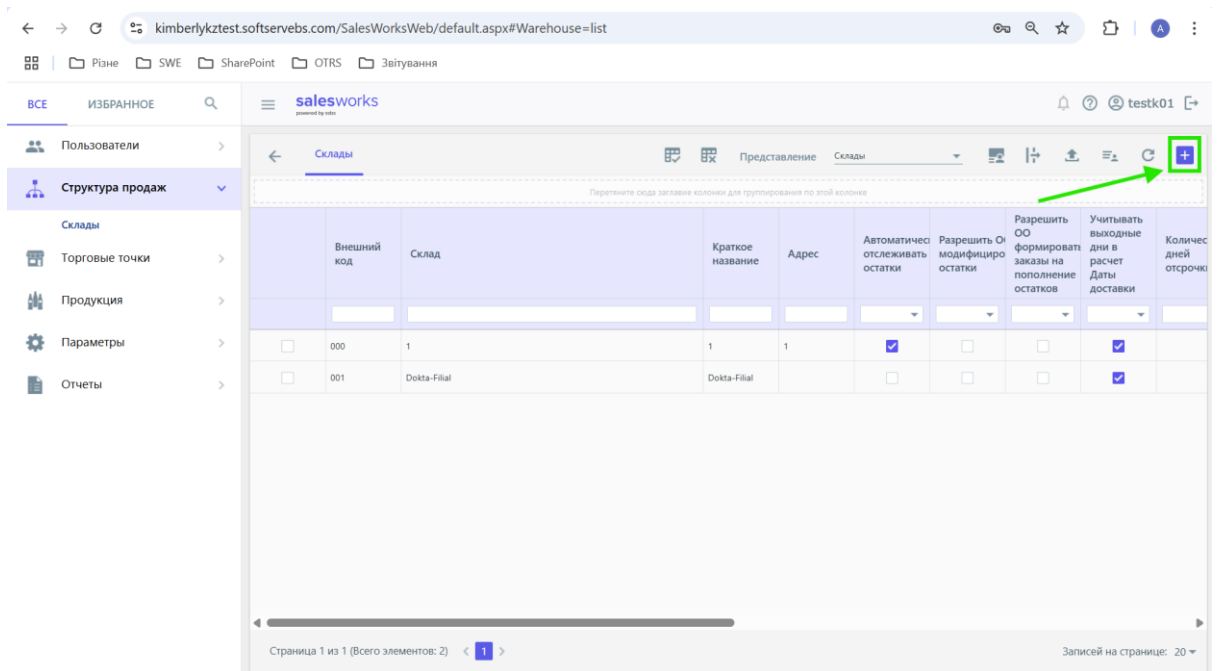 kimberlykztest.softservebs.com/SalesWorksWeb/default.aspx#Warehouse=list
A
Різне
SWE
SharePoint
OTRS
Звітування
ВСЕ
ИЗБРАННОЕ
salesworks
testk01
Пользователи
Структура продаж
Склады
Торговые точки
Продукция
Параметры
Отчеты
Склады
Представление
Склады
Перетяните сюда заглавие колонки для группирования по этой колонке
Внешний
код
Склад
Краткое
название
Адрес
Автоматичес
отслеживать
остатки
Разрешить О
модифициро
остатки
Разрешить
ОО
формировать
заказы на
пополнение
остатков
Учитывать
выходные
дни в
расчет
Даты
доставки
Количес
дней
отсрочки
000
1
1
1
001
Dokta-Filial
Dokta-Filial
Страница 1 из 1 (Всего элементов: 2)
1
Записей на странице: 20